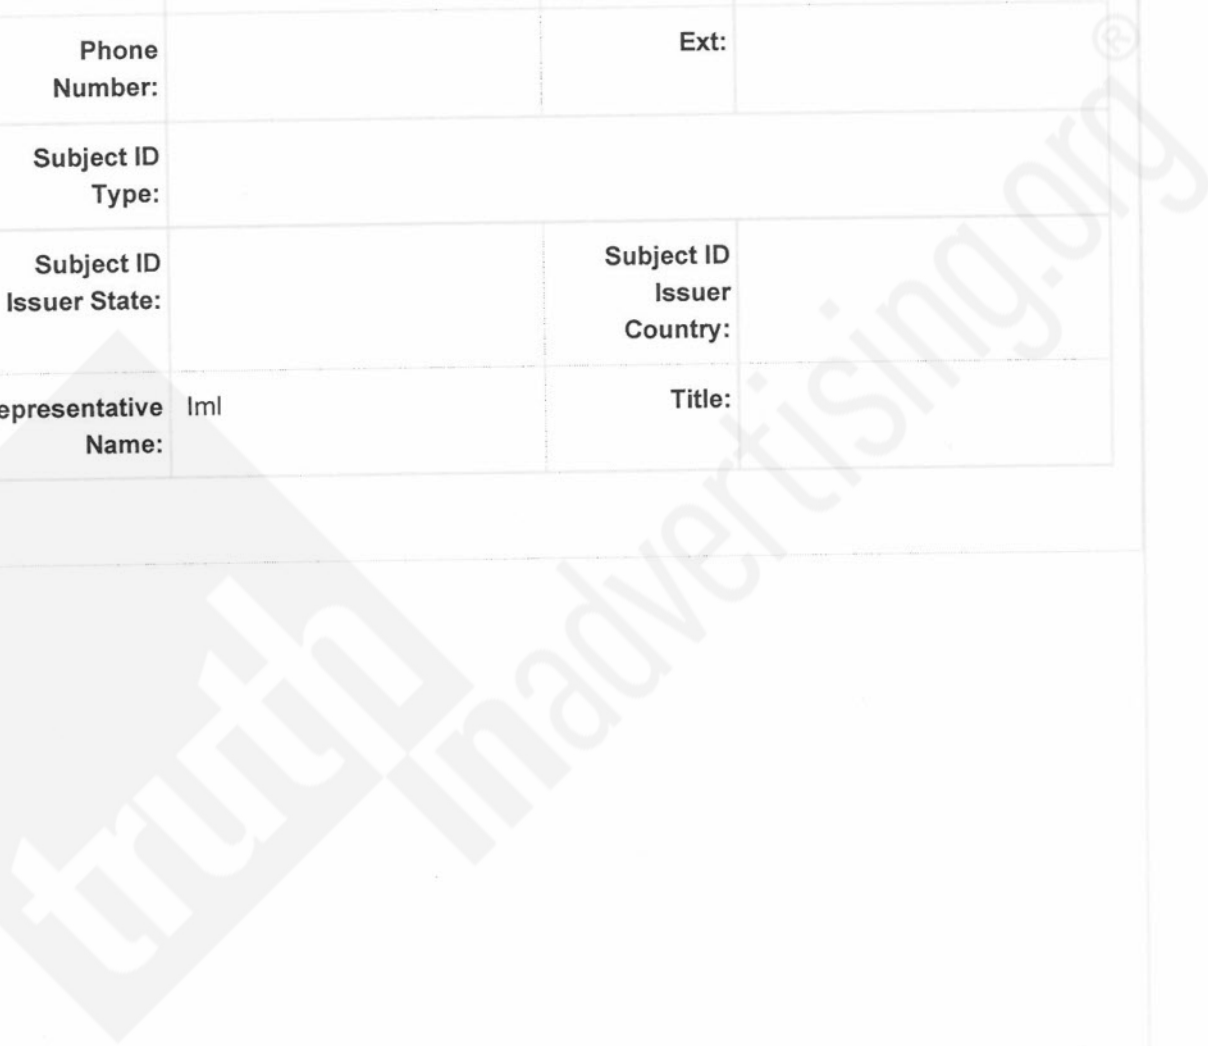 Phone
Number:
Ext:
Subject ID
Type:
Subject ID
Issuer State:
Subject ID
Issuer
Country:
epresentative
Name:
Iml
Title:
truth
inadvertising.org®